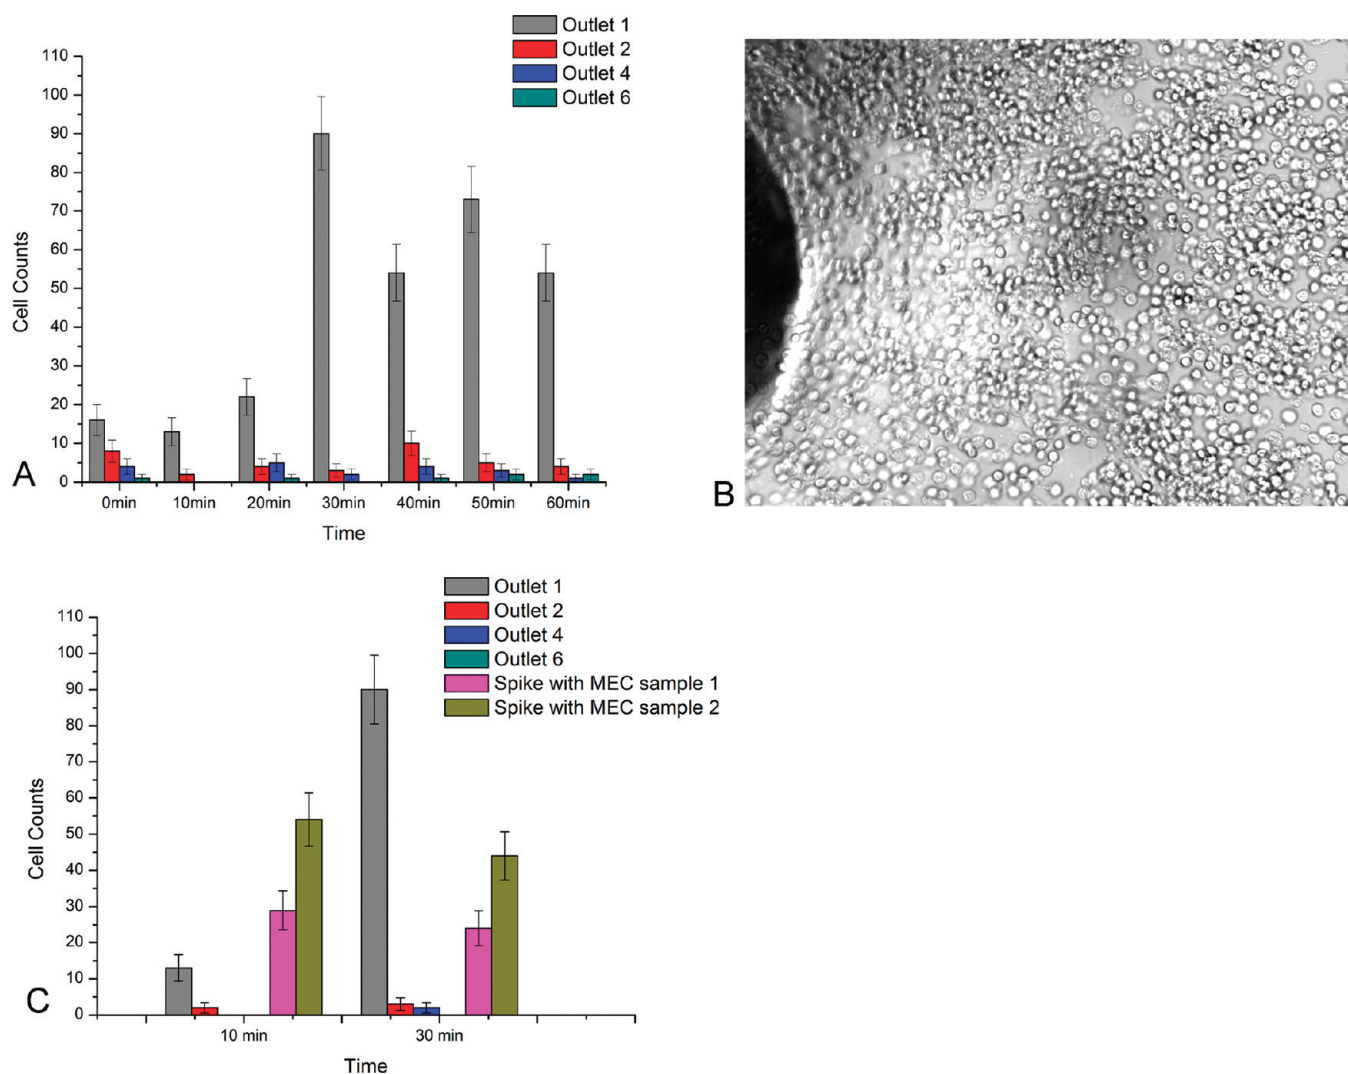 Outlet 1
Outlet 2
Outlet 4
Outlet 6
110
100
90
80
70
60
50
40
30
20
10
0
Cell Counts
0min 10min 20min 30min 40min 50min 60min
Time
A
B
Outlet 1
Outlet 2
Outlet 4
Outlet 6
Spike with MEC sample 1
Spike with MEC sample 2
110
100
90
80
70
60
50
40
30
20
10
0
Cell Counts
10 min 30 min
Time
C